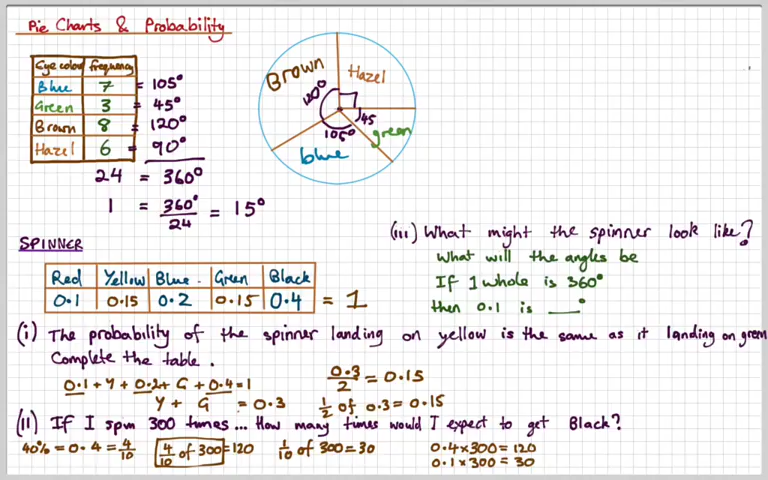 Pie Charts & Probability
Eye colour frequency
Blue 7 = 105°
Green 3 = 45°
Brown 8 = 120°
Hazel 6 = 90°
24 = 360°
1 = 360°/24 = 15°
Brown
Hazel
120°
45
105°
green
blue
SPINNER
Red Yellow Blue. Green Black
0.1 0.15 0.2 0.15 0.4 = 1
(iii) What might the spinner look like?
What will the angles be
If 1 whole is 360°
then 0.1 is ___°
(i) The probability of the spinner landing on yellow is the same as it landing on green
Complete the table.
0.1 + Y + 0.2 + G + 0.4 = 1
Y + G = 0.3
0.3/2 = 0.15
1/2 of 0.3 = 0.15
(ii) If I spin 300 times... How many times would I expect to get Black?
40% = 0.4 = 4/10
4/10 of 300 = 120
1/10 of 300 = 30
0.4 x 300 = 120
0.1 x 300 = 30